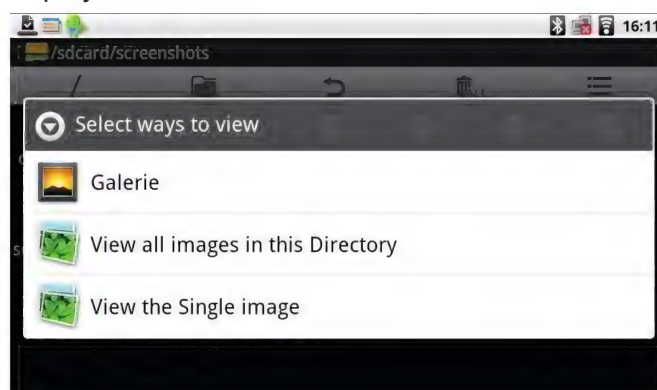 16:11
/sdcard/screenshots
Select ways to view
Galerie
View all images in this Directory
View the Single image